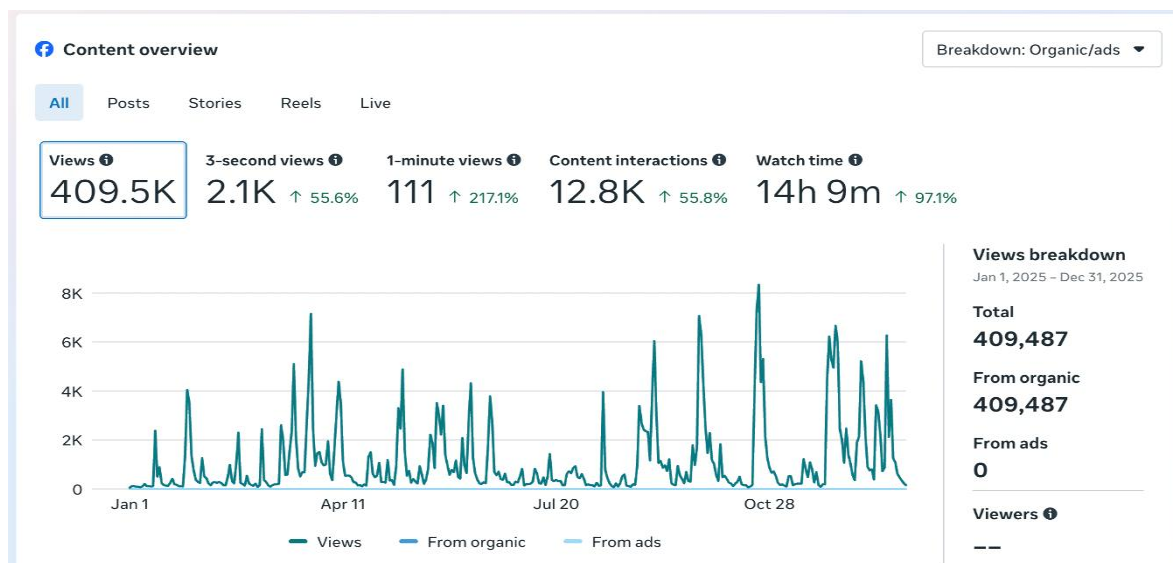 Content overview
Breakdown: Organic/ads
All Posts Stories Reels Live
Views 3-second views 1-minute views Content interactions Watch time
409.5K 2.1K ↑ 55.6% 111 ↑ 217.1% 12.8K ↑ 55.8% 14h 9m ↑ 97.1%
8K
6K
4K
2K
0
Jan 1 Apr 11 Jul 20 Oct 28
Views From organic From ads
Views breakdown
Jan 1, 2025 – Dec 31, 2025
Total
409,487
From organic
409,487
From ads
0
Viewers
--